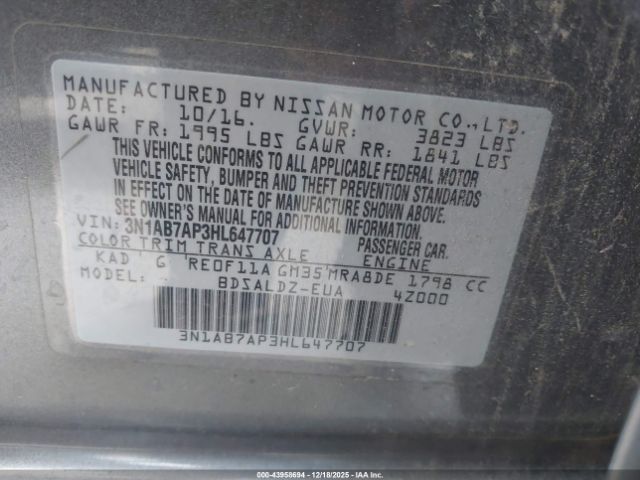 MANUFACTURED BY NISSAN MOTOR CO., LTD.
DATE: 10/16. GVWR: 3823 LBS
GAWR FR: 1995 LBS GAWR RR: 1841 LBS
THIS VEHICLE CONFORMS TO ALL APPLICABLE FEDERAL MOTOR
VEHICLE SAFETY, BUMPER AND THEFT PREVENTION STANDARDS
IN EFFECT ON THE DATE OF MANUFACTURE SHOWN ABOVE.
SEE OWNER'S MANUAL FOR ADDITIONAL INFORMATION.
VIN: 3N1AB7AP3HL647707 PASSENGER CAR.
COLOR TRIM TRANS AXLE ENGINE
KAD G RE0F11A GM35 MRA8DE 1798 CC
MODEL: BDSALDZ-EUA 4Z000
3N1AB7AP3HL647707
000-43958694 | 12/18/2025 - IAA, Inc.